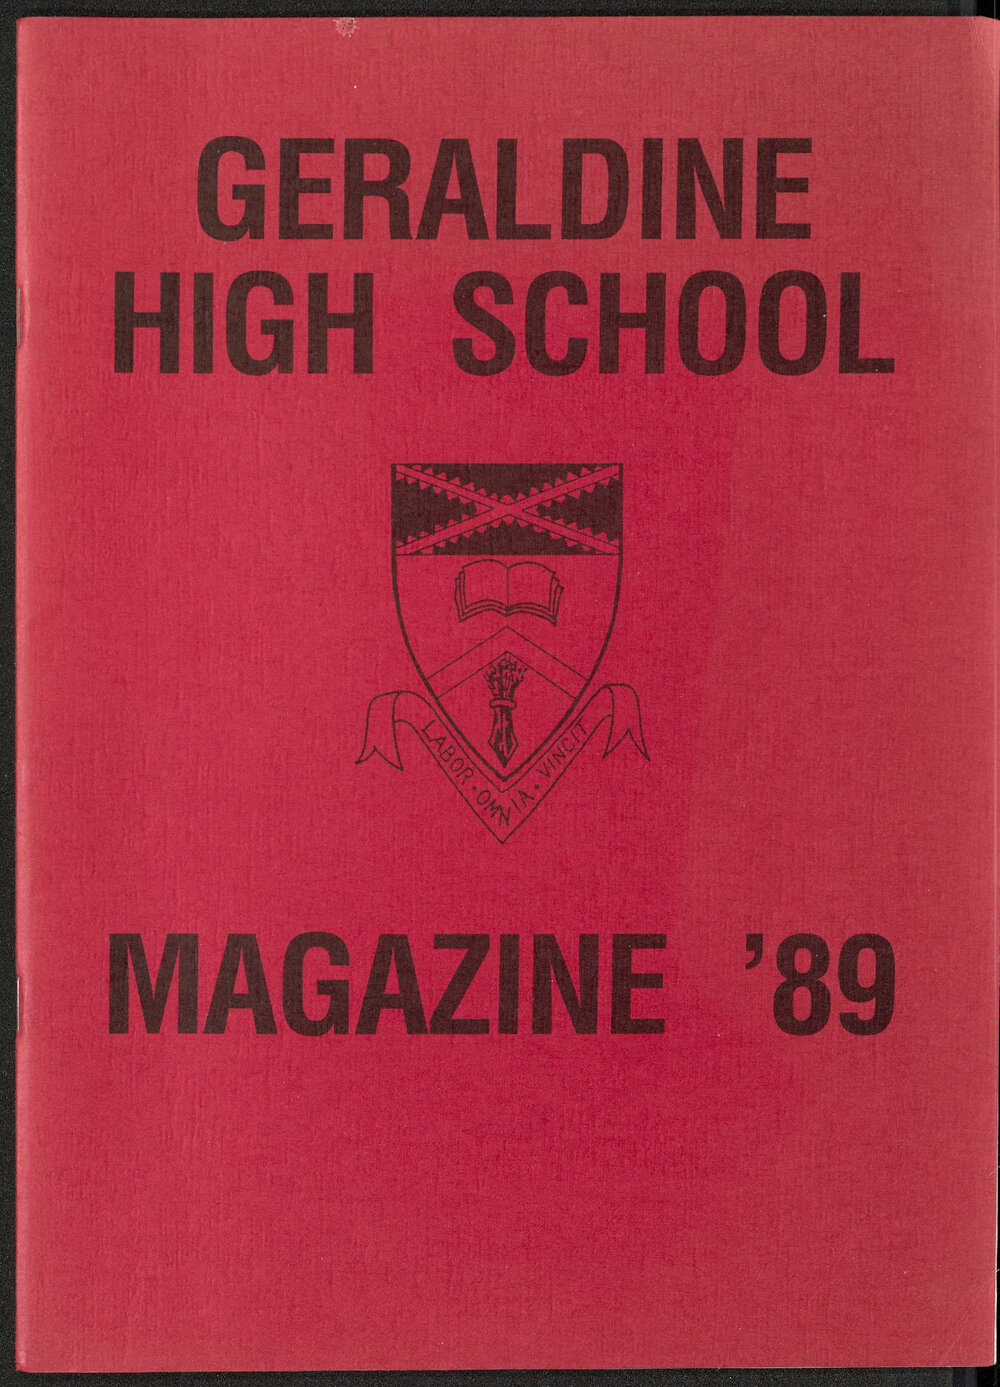 GERALDINE
HIGH SCHOOL
LABOR · OMNIA · VINCIT
MAGAZINE ’89